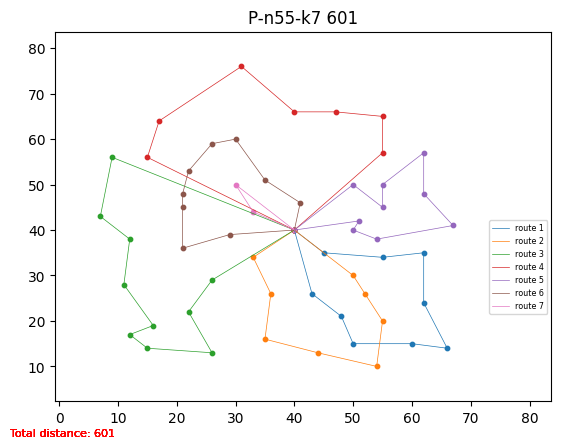 P-n55-k7 601
80
70
60
50
40
30
20
10
0 10 20 30 40 50 60 70 80
route 1
route 2
route 3
route 4
route 5
route 6
route 7
Total distance: 601